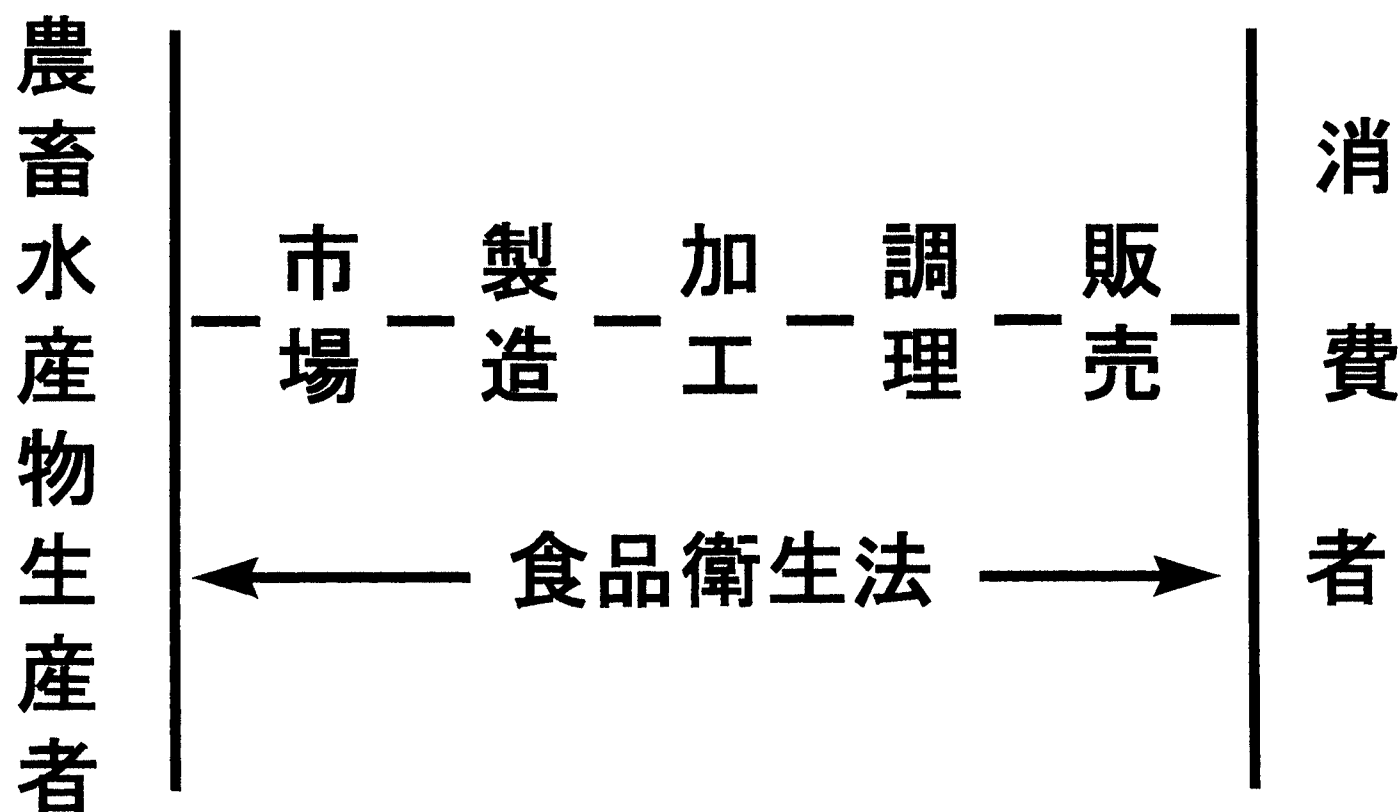 農畜水産物生産者
市場
製造
加工
調理
販売
食品衛生法
消費者